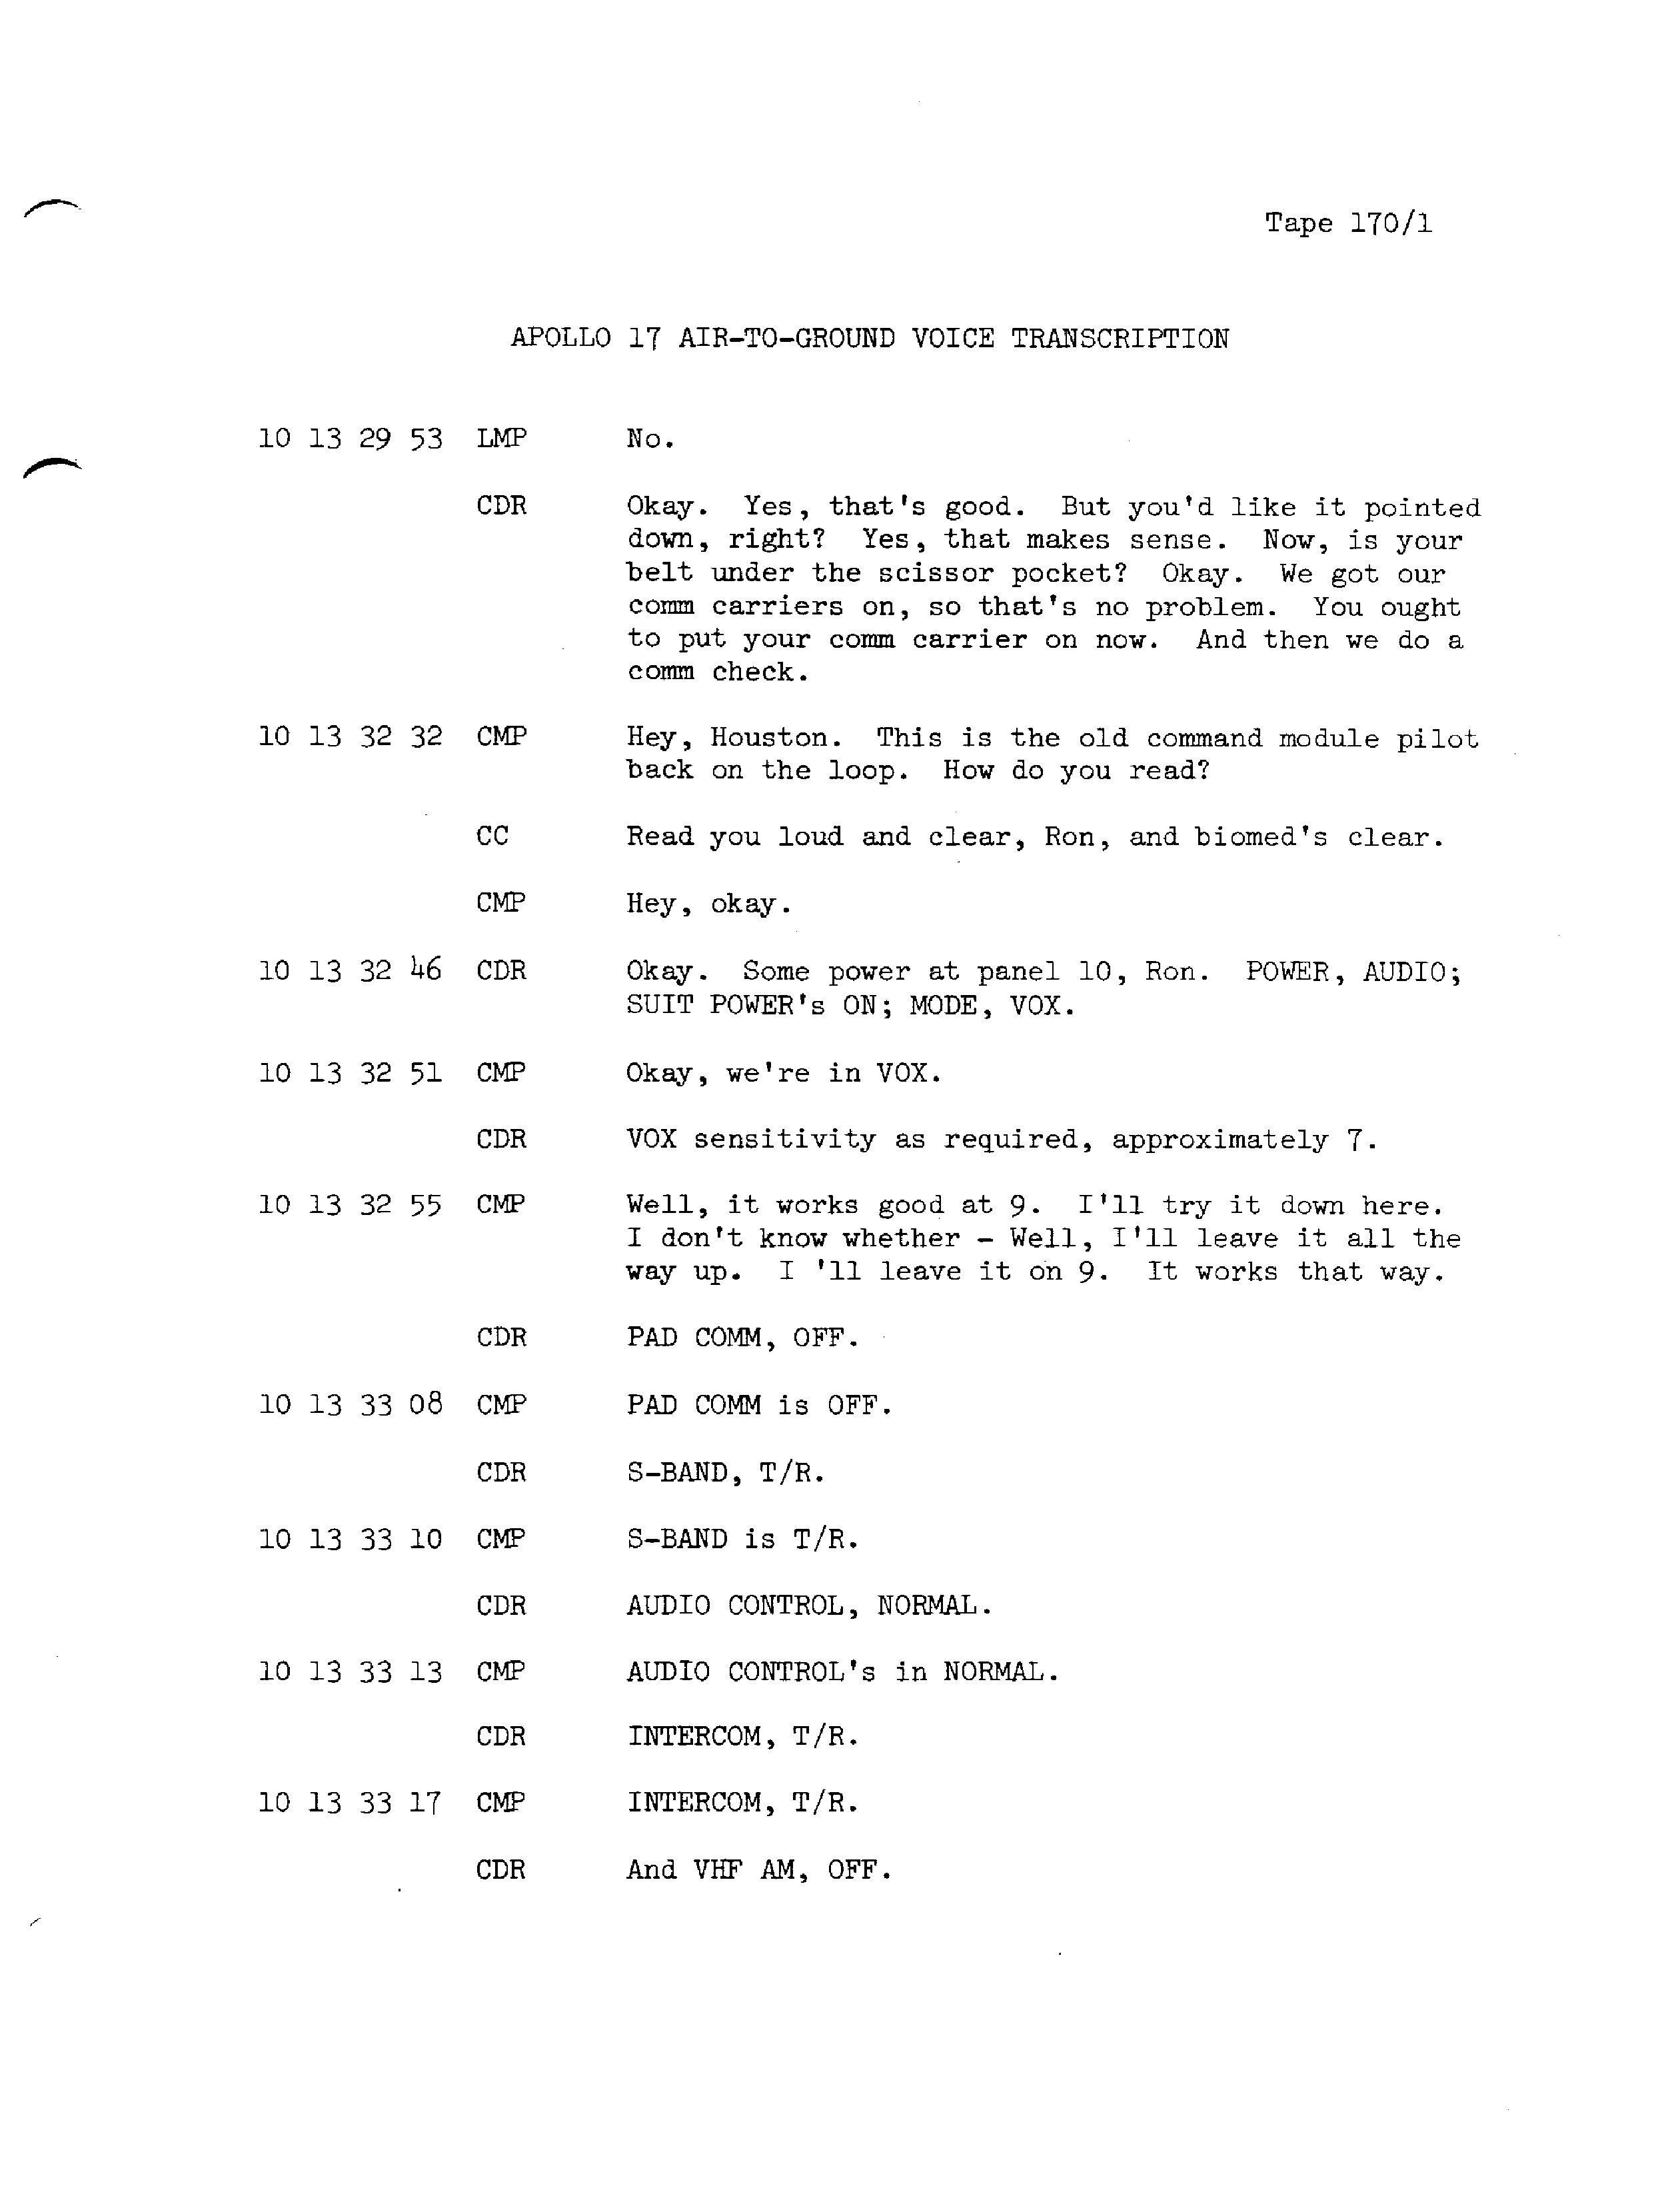 Tape 170/1
APOLLO 17 AIR-TO-GROUND VOICE TRANSCRIPTION
10 13 29 53 LMP No.
CDR Okay. Yes, that's good. But you'd like it pointed
down, right? Yes, that makes sense. Now, is your
belt under the scissor pocket? Okay. We got our
comm carriers on, so that's no problem. You ought
to put your comm carrier on now. And then we do a
comm check.
10 13 32 32 CMP Hey, Houston. This is the old command module pilot
back on the loop. How do you read?
CC Read you loud and clear, Ron, and biomed's clear.
CMP Hey, okay.
10 13 32 46 CDR Okay. Some power at panel 10, Ron. POWER, AUDIO;
SUIT POWER's ON; MODE, VOX.
10 13 32 51 CMP Okay, we're in VOX.
CDR VOX sensitivity as required, approximately 7.
10 13 32 55 CMP Well, it works good at 9. I'll try it down here.
I don't know whether - Well, I'll leave it all the
way up. I 'll leave it on 9. It works that way.
CDR PAD COMM, OFF.
10 13 33 08 CMP PAD COMM is OFF.
CDR S-BAND, T/R.
10 13 33 10 CMP S-BAND is T/R.
CDR AUDIO CONTROL, NORMAL.
10 13 33 13 CMP AUDIO CONTROL's in NORMAL.
CDR INTERCOM, T/R.
10 13 33 17 CMP INTERCOM, T/R.
CDR And VHF AM, OFF.